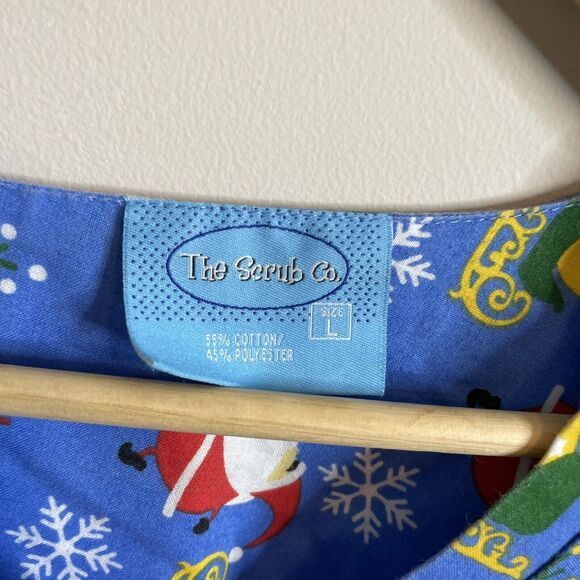 The Scrub Co.
SIZE
L
55% COTTON/
45% POLYESTER